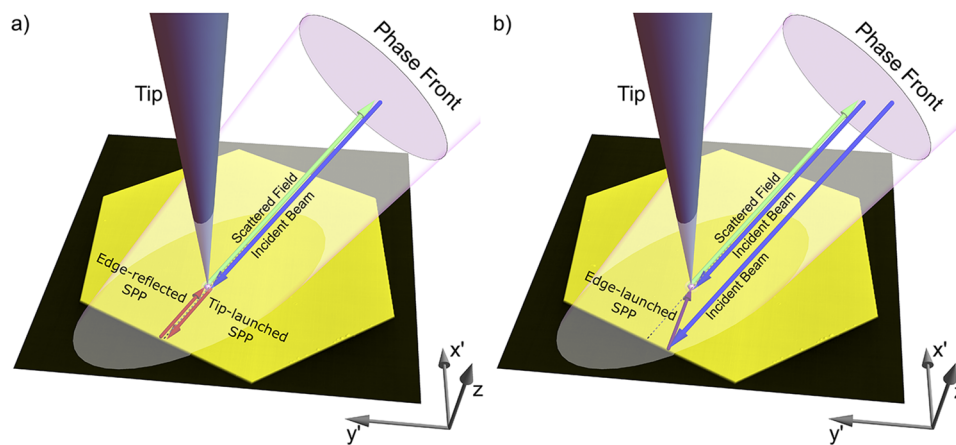 a)
Tip
Phase Front
Scattered Field
Incident Beam
Edge-reflected
SPP
Tip-launched
SPP
x'
z
y'
b)
Tip
Phase Front
Scattered Field
Incident Beam
Incident Beam
Edge-launched
SPP
x'
z
y'